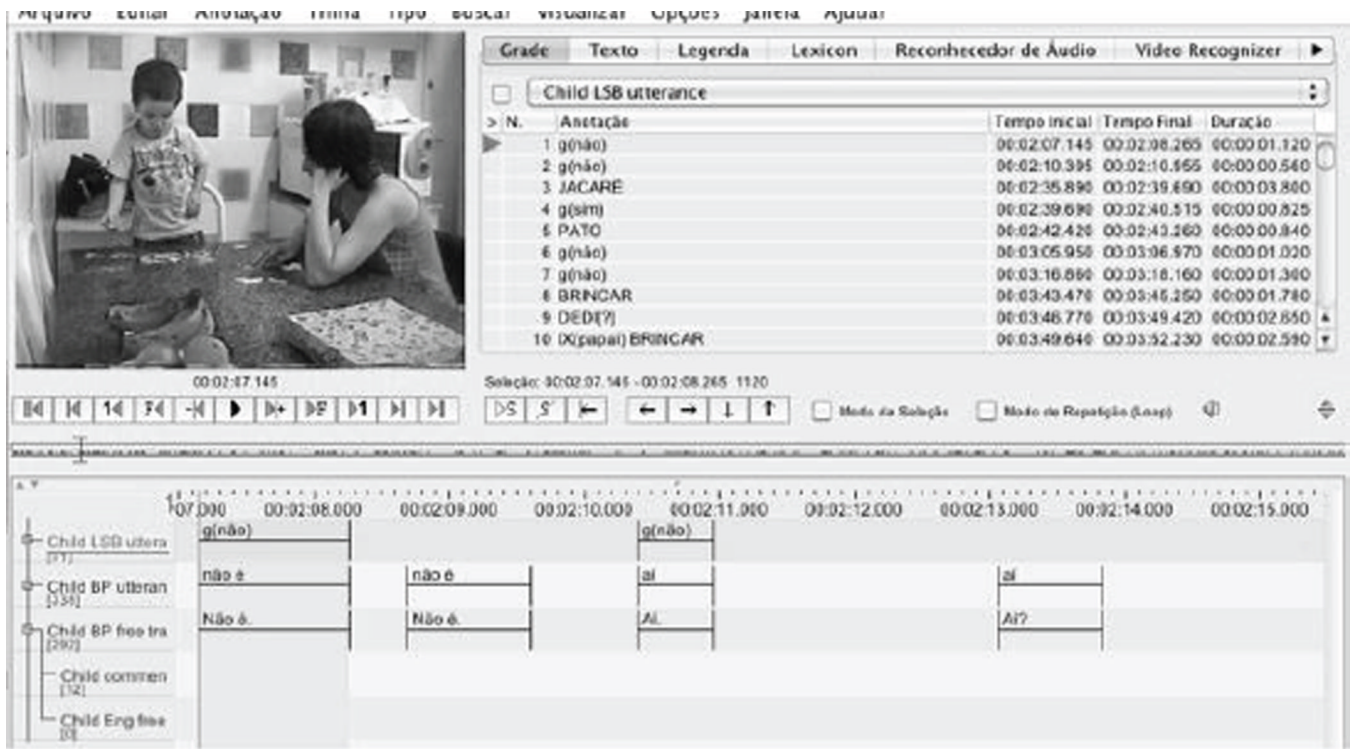 Arquivo Editar Anotação Trilha Tipo Buscar Visualizar Opções Janela Ajudar
Grade Texto Legenda Lexicon Reconhecedor de Áudio Video Recognizer
Child LSB utterance
> N. Anotação Tempo Inicial Tempo Final Duração
1 g(não) 00:02:07.145 00:02:08.265 00:00:01.120
2 g(não) 00:02:10.395 00:02:10.955 00:00:00.560
3 JACARÉ 00:02:35.890 00:02:39.690 00:00:03.800
4 g(sim) 00:02:39.690 00:02:40.515 00:00:00.825
5 PATO 00:02:42.420 00:02:43.260 00:00:00.840
6 g(não) 00:03:05.950 00:03:06.970 00:00:01.020
7 g(não) 00:03:16.860 00:03:18.160 00:00:01.300
8 BRINCAR 00:03:43.470 00:03:45.250 00:00:01.780
9 DEDI[?] 00:03:46.770 00:03:49.420 00:00:02.650
10 IX(papai) BRINCAR 00:03:49.640 00:03:52.230 00:00:02.590
00:02:07.145
Seleção: 00:02:07.145 - 00:02:08.265 1120
Modo de Seleção Modo de Repetição (Loop)
07.000 00:02:08.000 00:02:09.000 00:02:10.000 00:02:11.000 00:02:12.000 00:02:13.000 00:02:14.000 00:02:15.000
Child LSB uttera g(não) g(não)
Child BP utteran não é não é aí aí
Child BP free tra Não é. Não é. Aí. Aí?
[292]
Child commen
[12]
Child Eng free
[0]